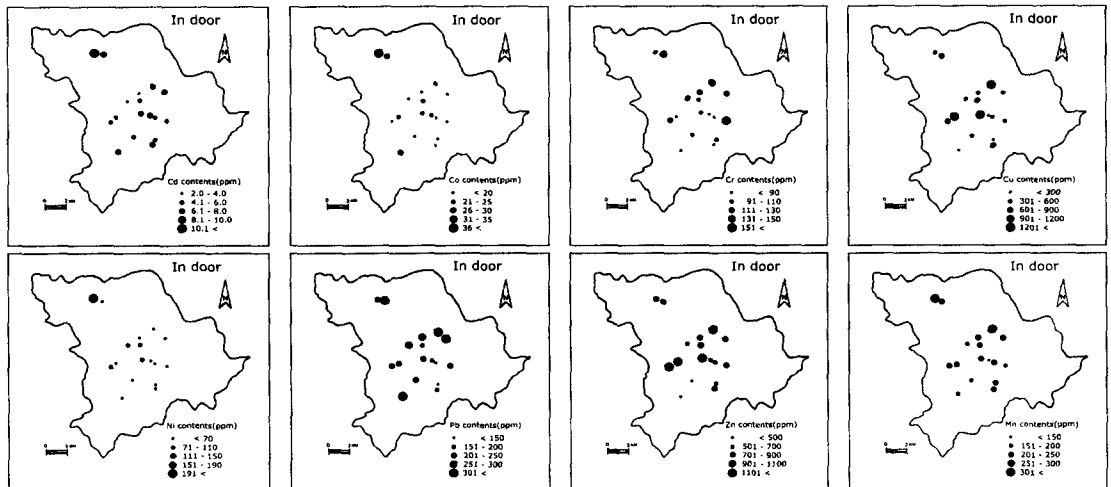 In door
Cd contents(ppm)
2.0 - 4.0
4.1 - 6.0
6.1 - 8.0
8.1 - 10.0
10.1 <
In door
Co contents(ppm)
< 20
21 - 25
26 - 30
31 - 35
36 <
In door
Cr contents(ppm)
< 90
91 - 110
111 - 130
131 - 150
151 <
In door
Cu contents(ppm)
< 300
301 - 600
601 - 900
901 - 1200
1201 <
In door
Ni contents(ppm)
< 70
71 - 110
111 - 150
151 - 190
191 <
In door
Pb contents(ppm)
< 150
151 - 200
201 - 250
251 - 300
301 <
In door
Zn contents(ppm)
< 500
501 - 700
701 - 900
901 - 1100
1101 <
In door
Mn contents(ppm)
< 150
151 - 200
201 - 250
251 - 300
301 <